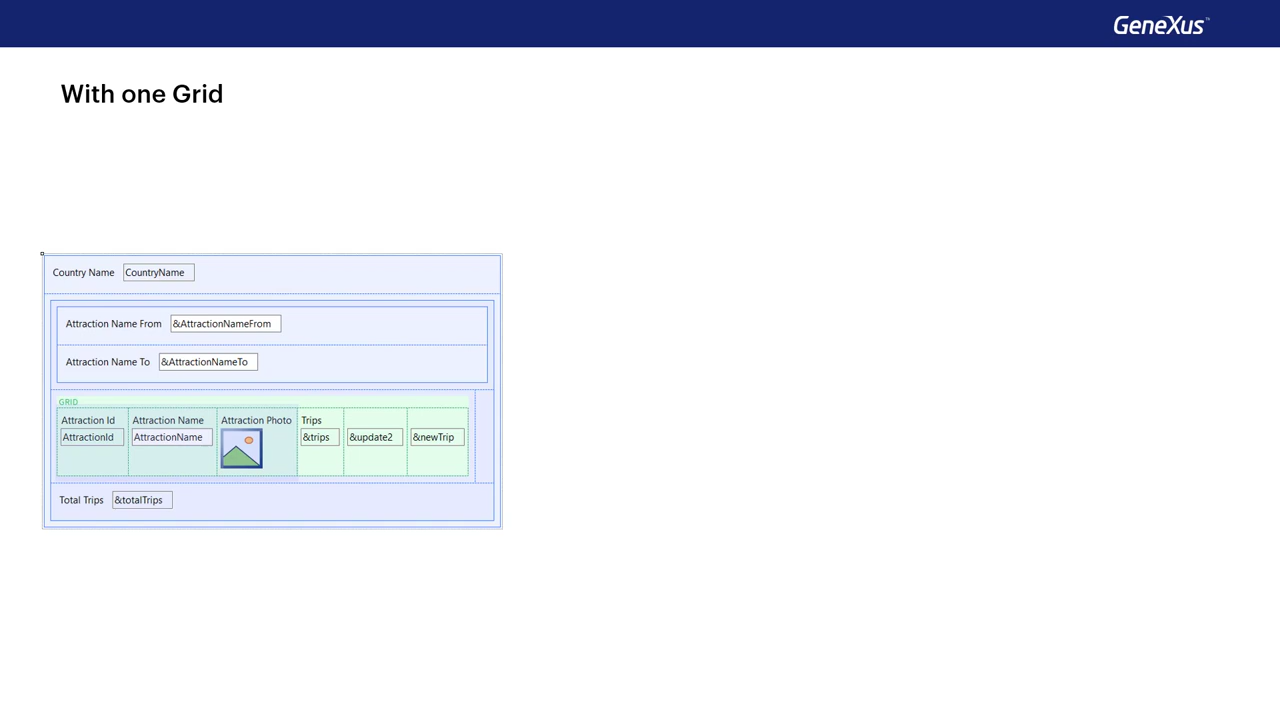 GeneXus™
With one Grid
Country Name CountryName
Attraction Name From &AttractionNameFrom
Attraction Name To &AttractionNameTo
GRID
Attraction Id Attraction Name Attraction Photo Trips
AttractionId AttractionName &trips &update2 &newTrip
Total Trips &totalTrips